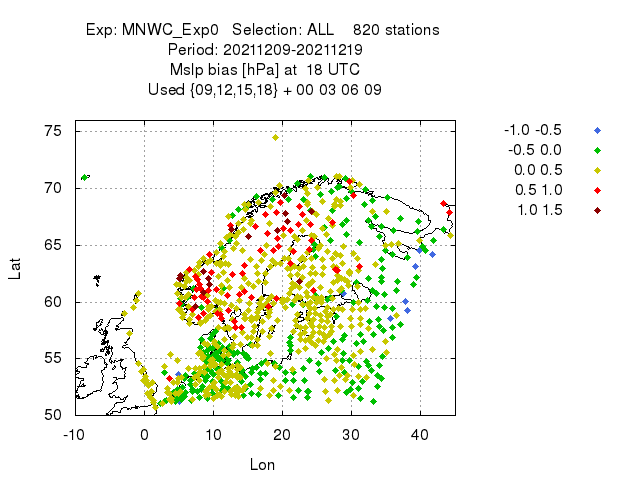 Exp: MNWC_Exp0   Selection: ALL    820 stations
Period: 20211209-20211219
Mslp bias [hPa] at  18 UTC
Used {09,12,15,18} + 00 03 06 09
-1.0 -0.5
-0.5 0.0
0.0 0.5
0.5 1.0
1.0 1.5
75
70
65
60
55
50
Lat
-10 0 10 20 30 40
Lon